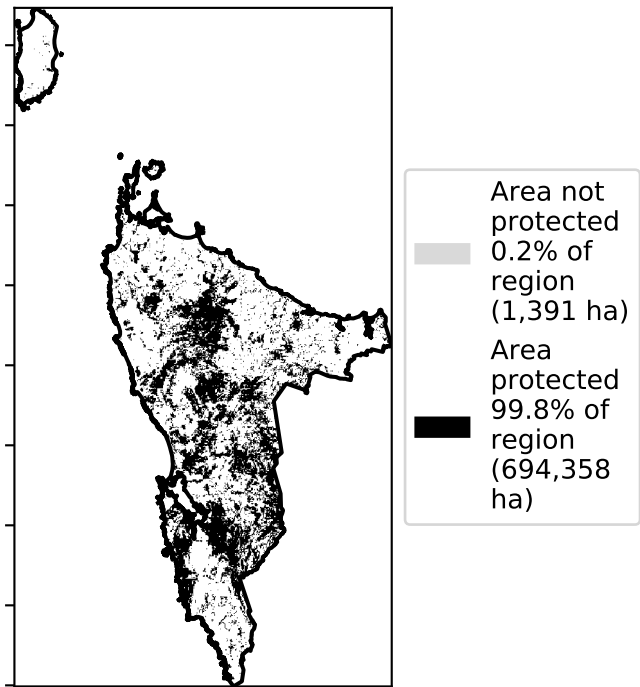 Area not
protected
0.2% of
region
(1,391 ha)
Area
protected
99.8% of
region
(694,358
ha)